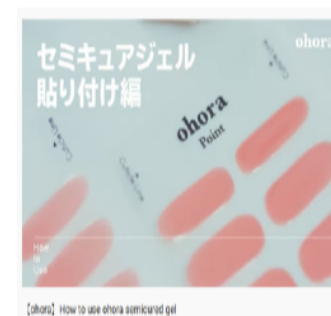 セミキュアジェル
貼り付け編
ohora
ohora
Point
How
to
Use
【ohora】How to use ohora semicured gel